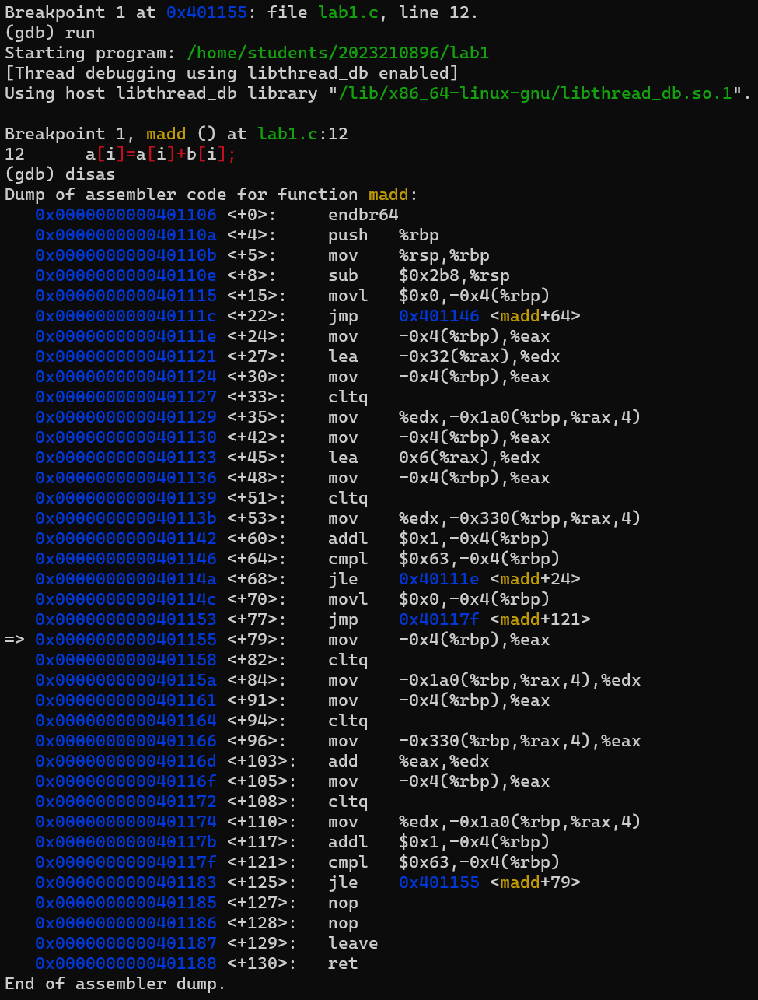 Breakpoint 1 at 0x401155: file lab1.c, line 12.
(gdb) run
Starting program: /home/students/2023210896/lab1
[Thread debugging using libthread_db enabled]
Using host libthread_db library "/lib/x86_64-linux-gnu/libthread_db.so.1".

Breakpoint 1, madd () at lab1.c:12
12      a[i]=a[i]+b[i];
(gdb) disas
Dump of assembler code for function madd:
   0x0000000000401106 <+0>:     endbr64
   0x000000000040110a <+4>:     push   %rbp
   0x000000000040110b <+5>:     mov    %rsp,%rbp
   0x000000000040110e <+8>:     sub    $0x2b8,%rsp
   0x0000000000401115 <+15>:    movl   $0x0,-0x4(%rbp)
   0x000000000040111c <+22>:    jmp    0x401146 <madd+64>
   0x000000000040111e <+24>:    mov    -0x4(%rbp),%eax
   0x0000000000401121 <+27>:    lea    -0x32(%rax),%edx
   0x0000000000401124 <+30>:    mov    -0x4(%rbp),%eax
   0x0000000000401127 <+33>:    cltq
   0x0000000000401129 <+35>:    mov    %edx,-0x1a0(%rbp,%rax,4)
   0x0000000000401130 <+42>:    mov    -0x4(%rbp),%eax
   0x0000000000401133 <+45>:    lea    0x6(%rax),%edx
   0x0000000000401136 <+48>:    mov    -0x4(%rbp),%eax
   0x0000000000401139 <+51>:    cltq
   0x000000000040113b <+53>:    mov    %edx,-0x330(%rbp,%rax,4)
   0x0000000000401142 <+60>:    addl   $0x1,-0x4(%rbp)
   0x0000000000401146 <+64>:    cmpl   $0x63,-0x4(%rbp)
   0x000000000040114a <+68>:    jle    0x40111e <madd+24>
   0x000000000040114c <+70>:    movl   $0x0,-0x4(%rbp)
   0x0000000000401153 <+77>:    jmp    0x40117f <madd+121>
=> 0x0000000000401155 <+79>:    mov    -0x4(%rbp),%eax
   0x0000000000401158 <+82>:    cltq
   0x000000000040115a <+84>:    mov    -0x1a0(%rbp,%rax,4),%edx
   0x0000000000401161 <+91>:    mov    -0x4(%rbp),%eax
   0x0000000000401164 <+94>:    cltq
   0x0000000000401166 <+96>:    mov    -0x330(%rbp,%rax,4),%eax
   0x000000000040116d <+103>:   add    %eax,%edx
   0x000000000040116f <+105>:   mov    -0x4(%rbp),%eax
   0x0000000000401172 <+108>:   cltq
   0x0000000000401174 <+110>:   mov    %edx,-0x1a0(%rbp,%rax,4)
   0x000000000040117b <+117>:   addl   $0x1,-0x4(%rbp)
   0x000000000040117f <+121>:   cmpl   $0x63,-0x4(%rbp)
   0x0000000000401183 <+125>:   jle    0x401155 <madd+79>
   0x0000000000401185 <+127>:   nop
   0x0000000000401186 <+128>:   nop
   0x0000000000401187 <+129>:   leave
   0x0000000000401188 <+130>:   ret
End of assembler dump.